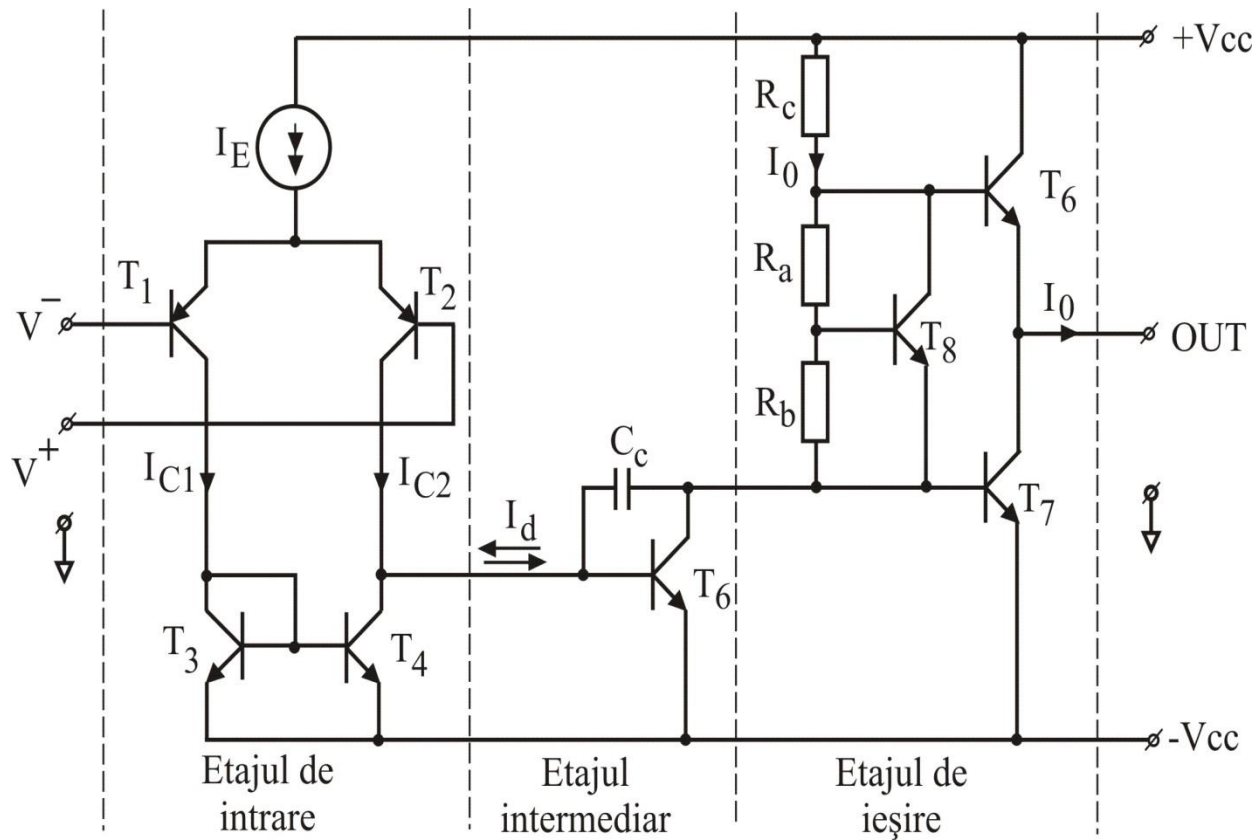 +Vcc
R_c
I_E
I_0
T_6
T_1
T_2
R_a
V^-
T_8
I_0
OUT
R_b
V^+
C_c
I_C1
I_C2
T_7
I_d
T_6
T_3
T_4
-Vcc
Etajul de
intrare
Etajul
intermediar
Etajul de
ieşire